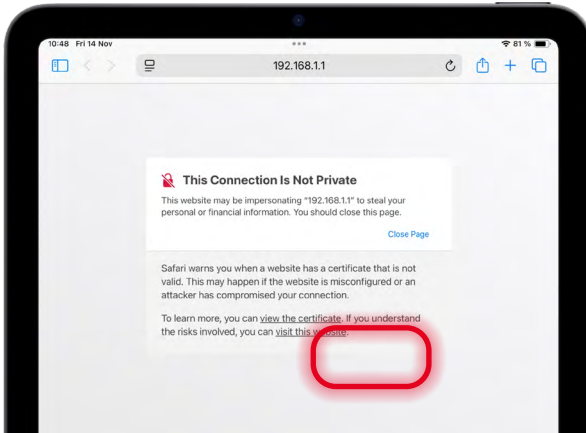 10:48 Fri 14 Nov
81 %
192.168.1.1
This Connection Is Not Private
This website may be impersonating "192.168.1.1" to steal your
personal or financial information. You should close this page.
Close Page
Safari warns you when a website has a certificate that is not
valid. This may happen if the website is misconfigured or an
attacker has compromised your connection.
To learn more, you can view the certificate. If you understand
the risks involved, you can visit this website.